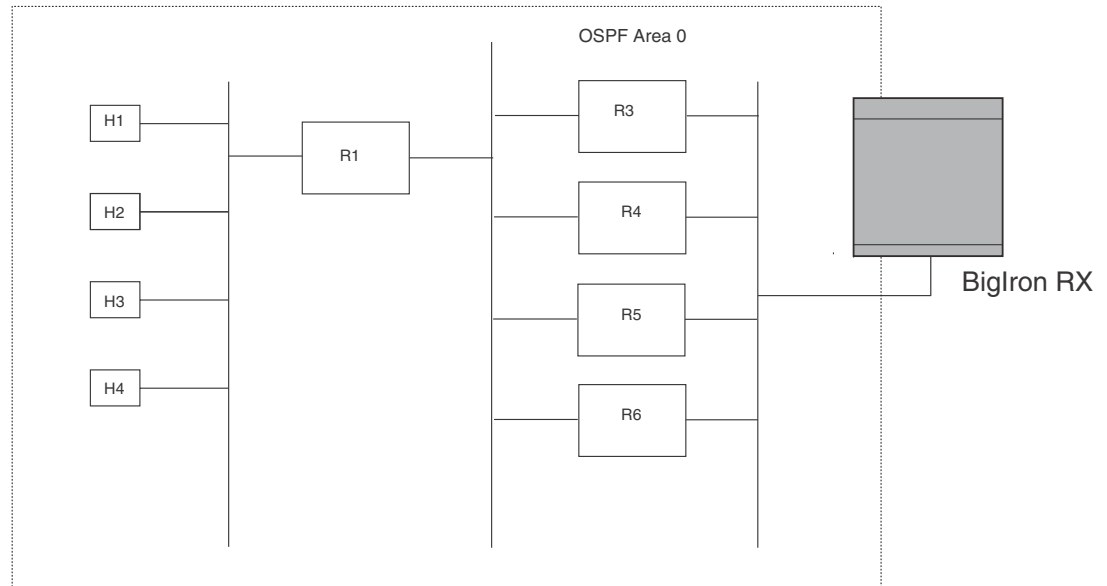 OSPF Area 0
H1
H2
H3
H4
R1
R3
R4
R5
R6
BigIron RX